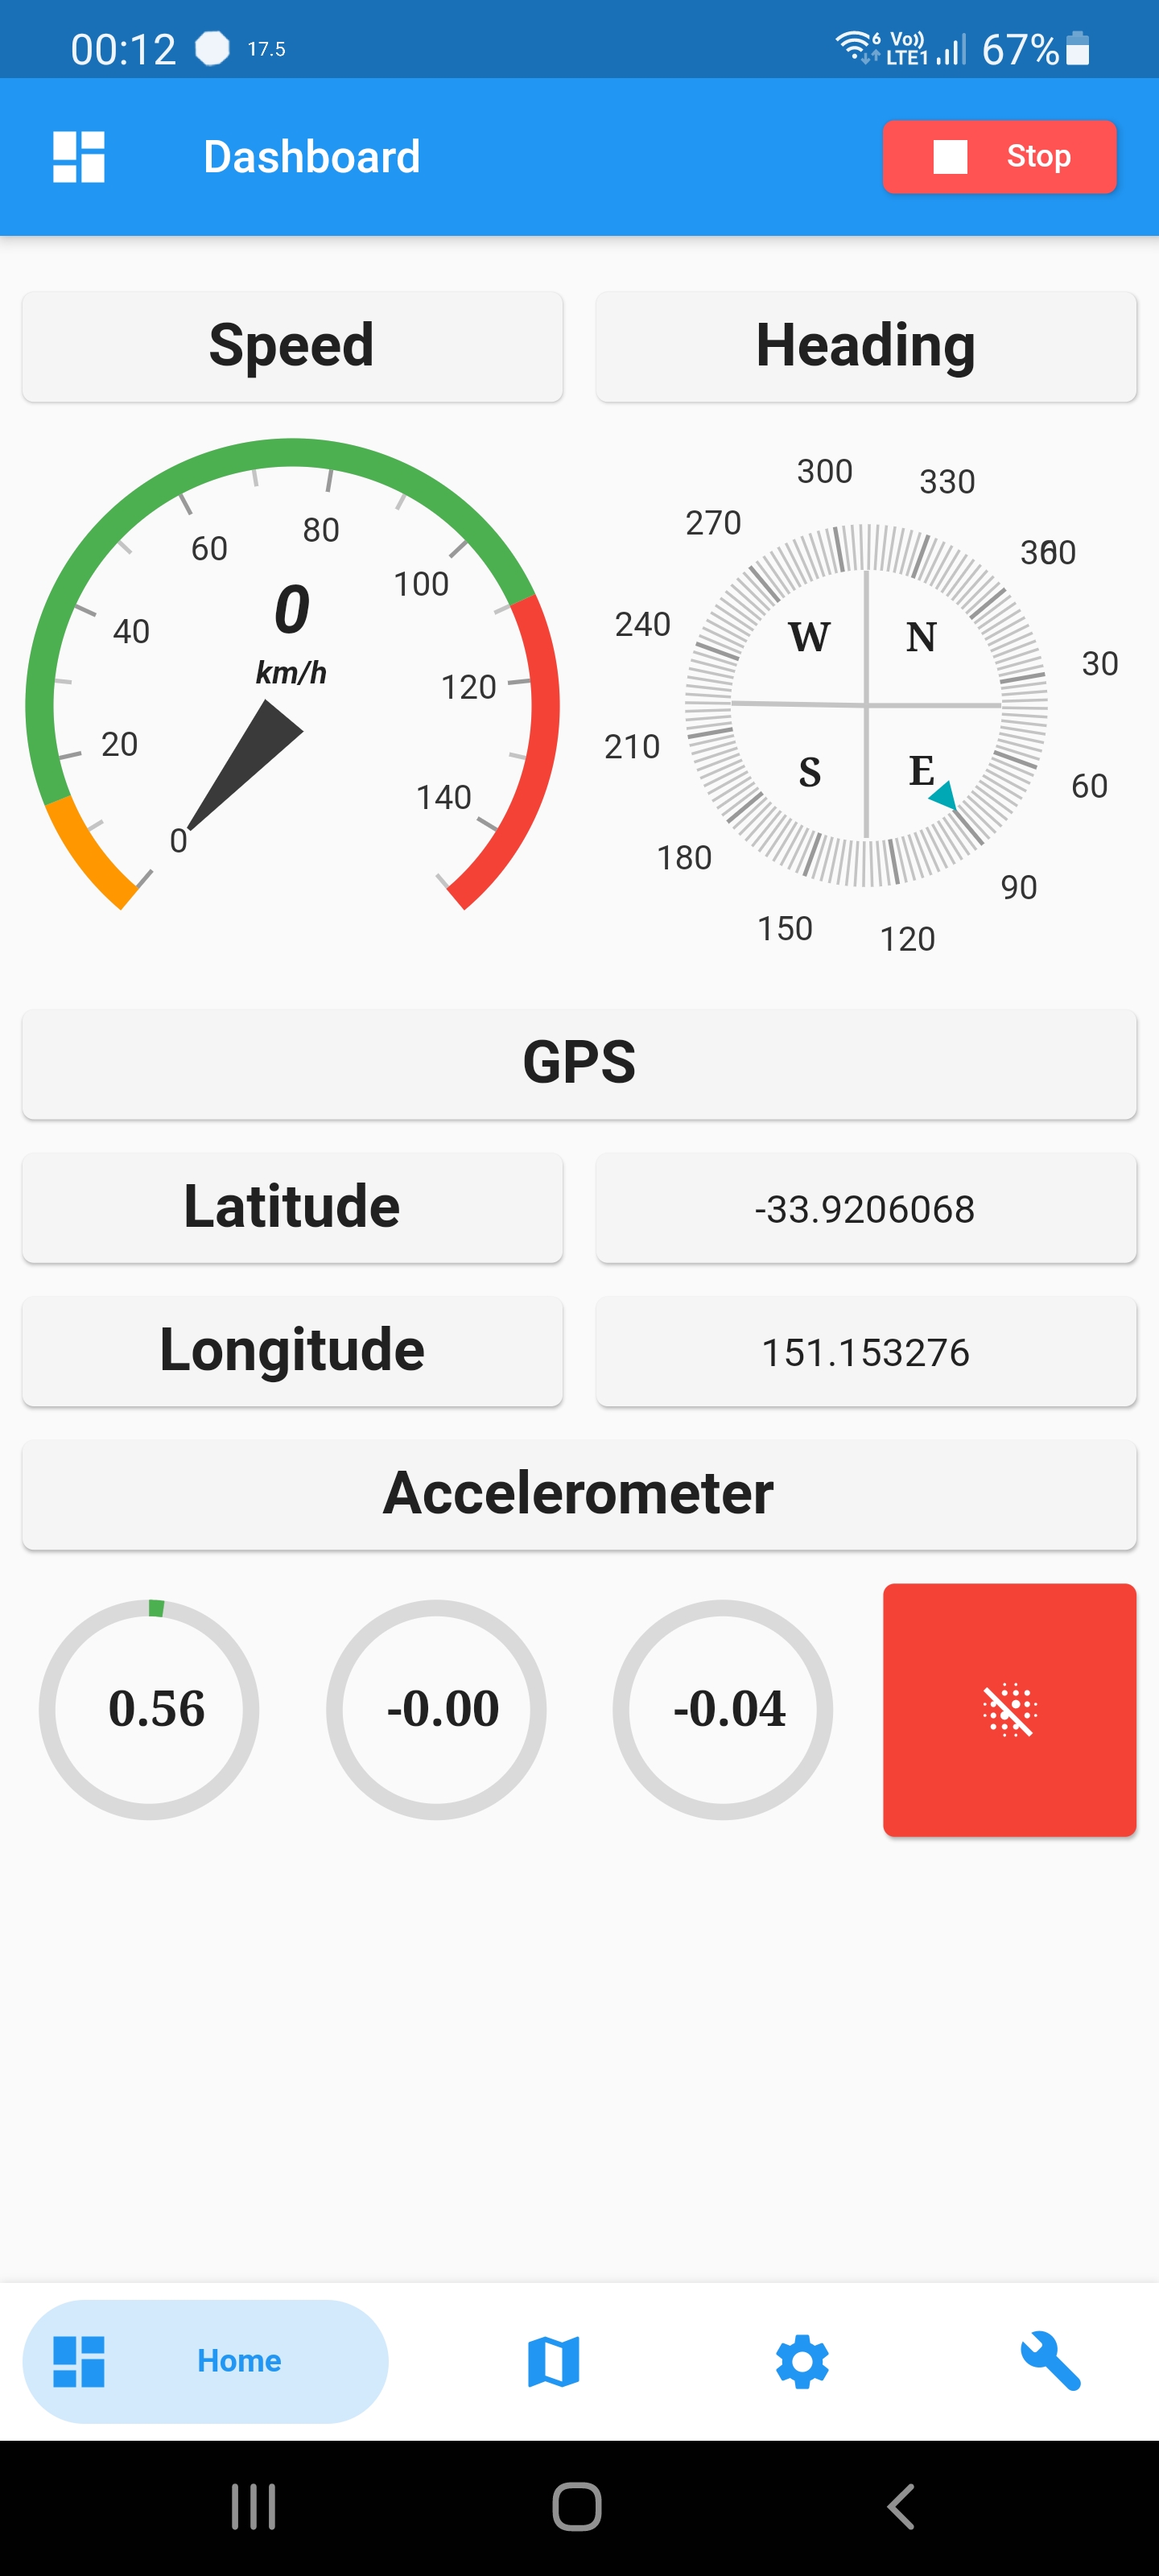 00:12 17.5 6 Vo)) LTE1 67%
Dashboard Stop
Speed Heading
0 20 40 60 80 100 120 140
0
km/h
300 330 270 360 0 240 30 210 60 180 90 150 120
W N
S E
GPS
Latitude -33.9206068
Longitude 151.153276
Accelerometer
0.56 -0.00 -0.04
Home